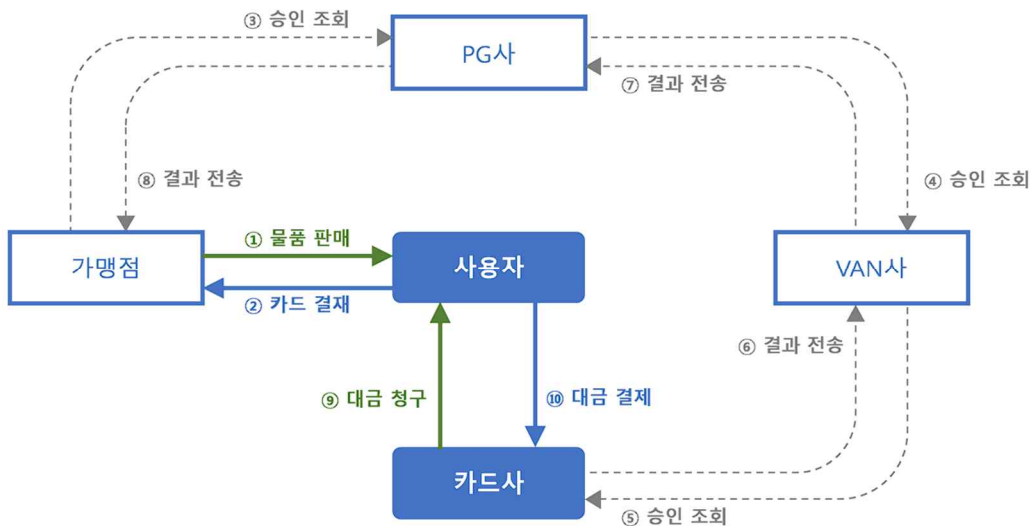 ③ 승인 조회
PG사
⑦ 결과 전송
⑧ 결과 전송
④ 승인 조회
① 물품 판매
가맹점
사용자
VAN사
② 카드 결재
⑥ 결과 전송
⑨ 대금 청구
⑩ 대금 결제
카드사
⑤ 승인 조회